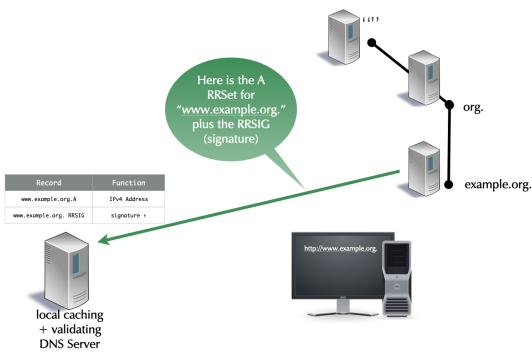 “”
Here is the A
RRSet for
“www.example.org.”
plus the RRSIG
(signature)
org.
example.org.
Record Function
www.example.org.A IPv4 Address
www.example.org. RRSIG signature
http://www.example.org.
local caching
+ validating
DNS Server